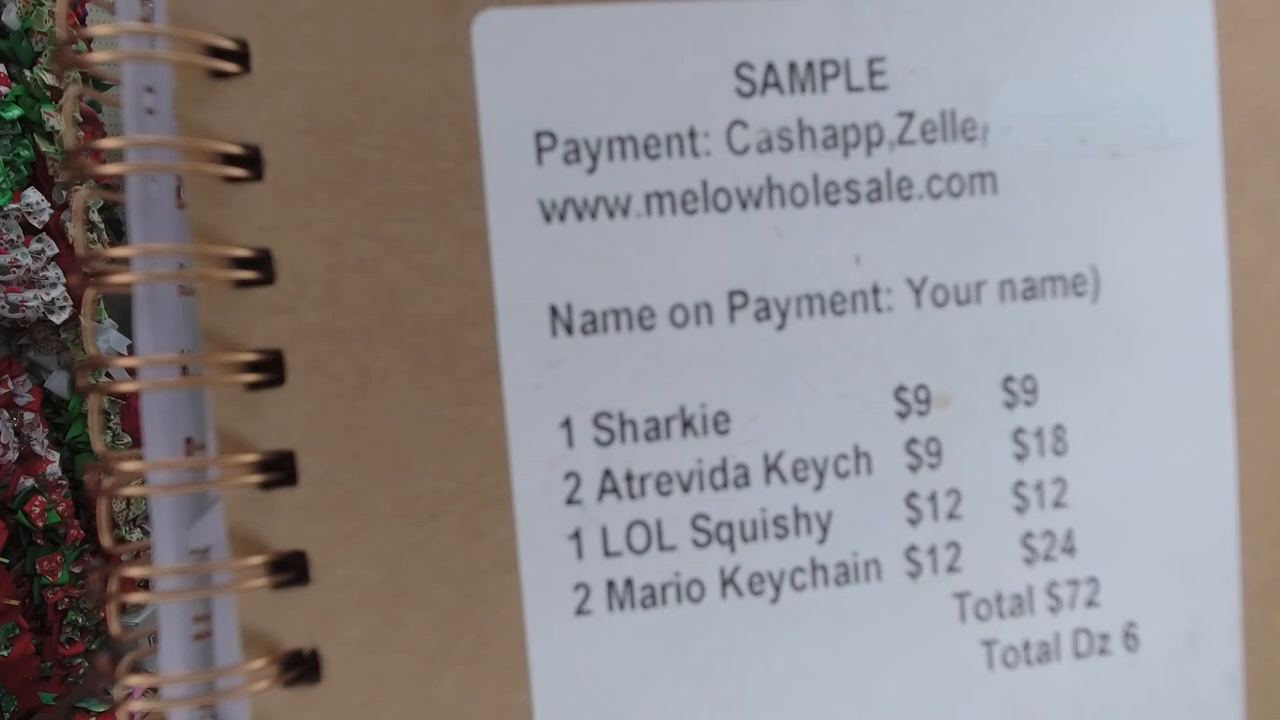 SAMPLE
Payment: Cashapp,Zelle,
www.melowholesale.com
Name on Payment: Your name)
1 Sharkie $9 $9
2 Atrevida Keych $9 $18
1 LOL Squishy $12 $12
2 Mario Keychain $12 $24
Total $72
Total Dz 6